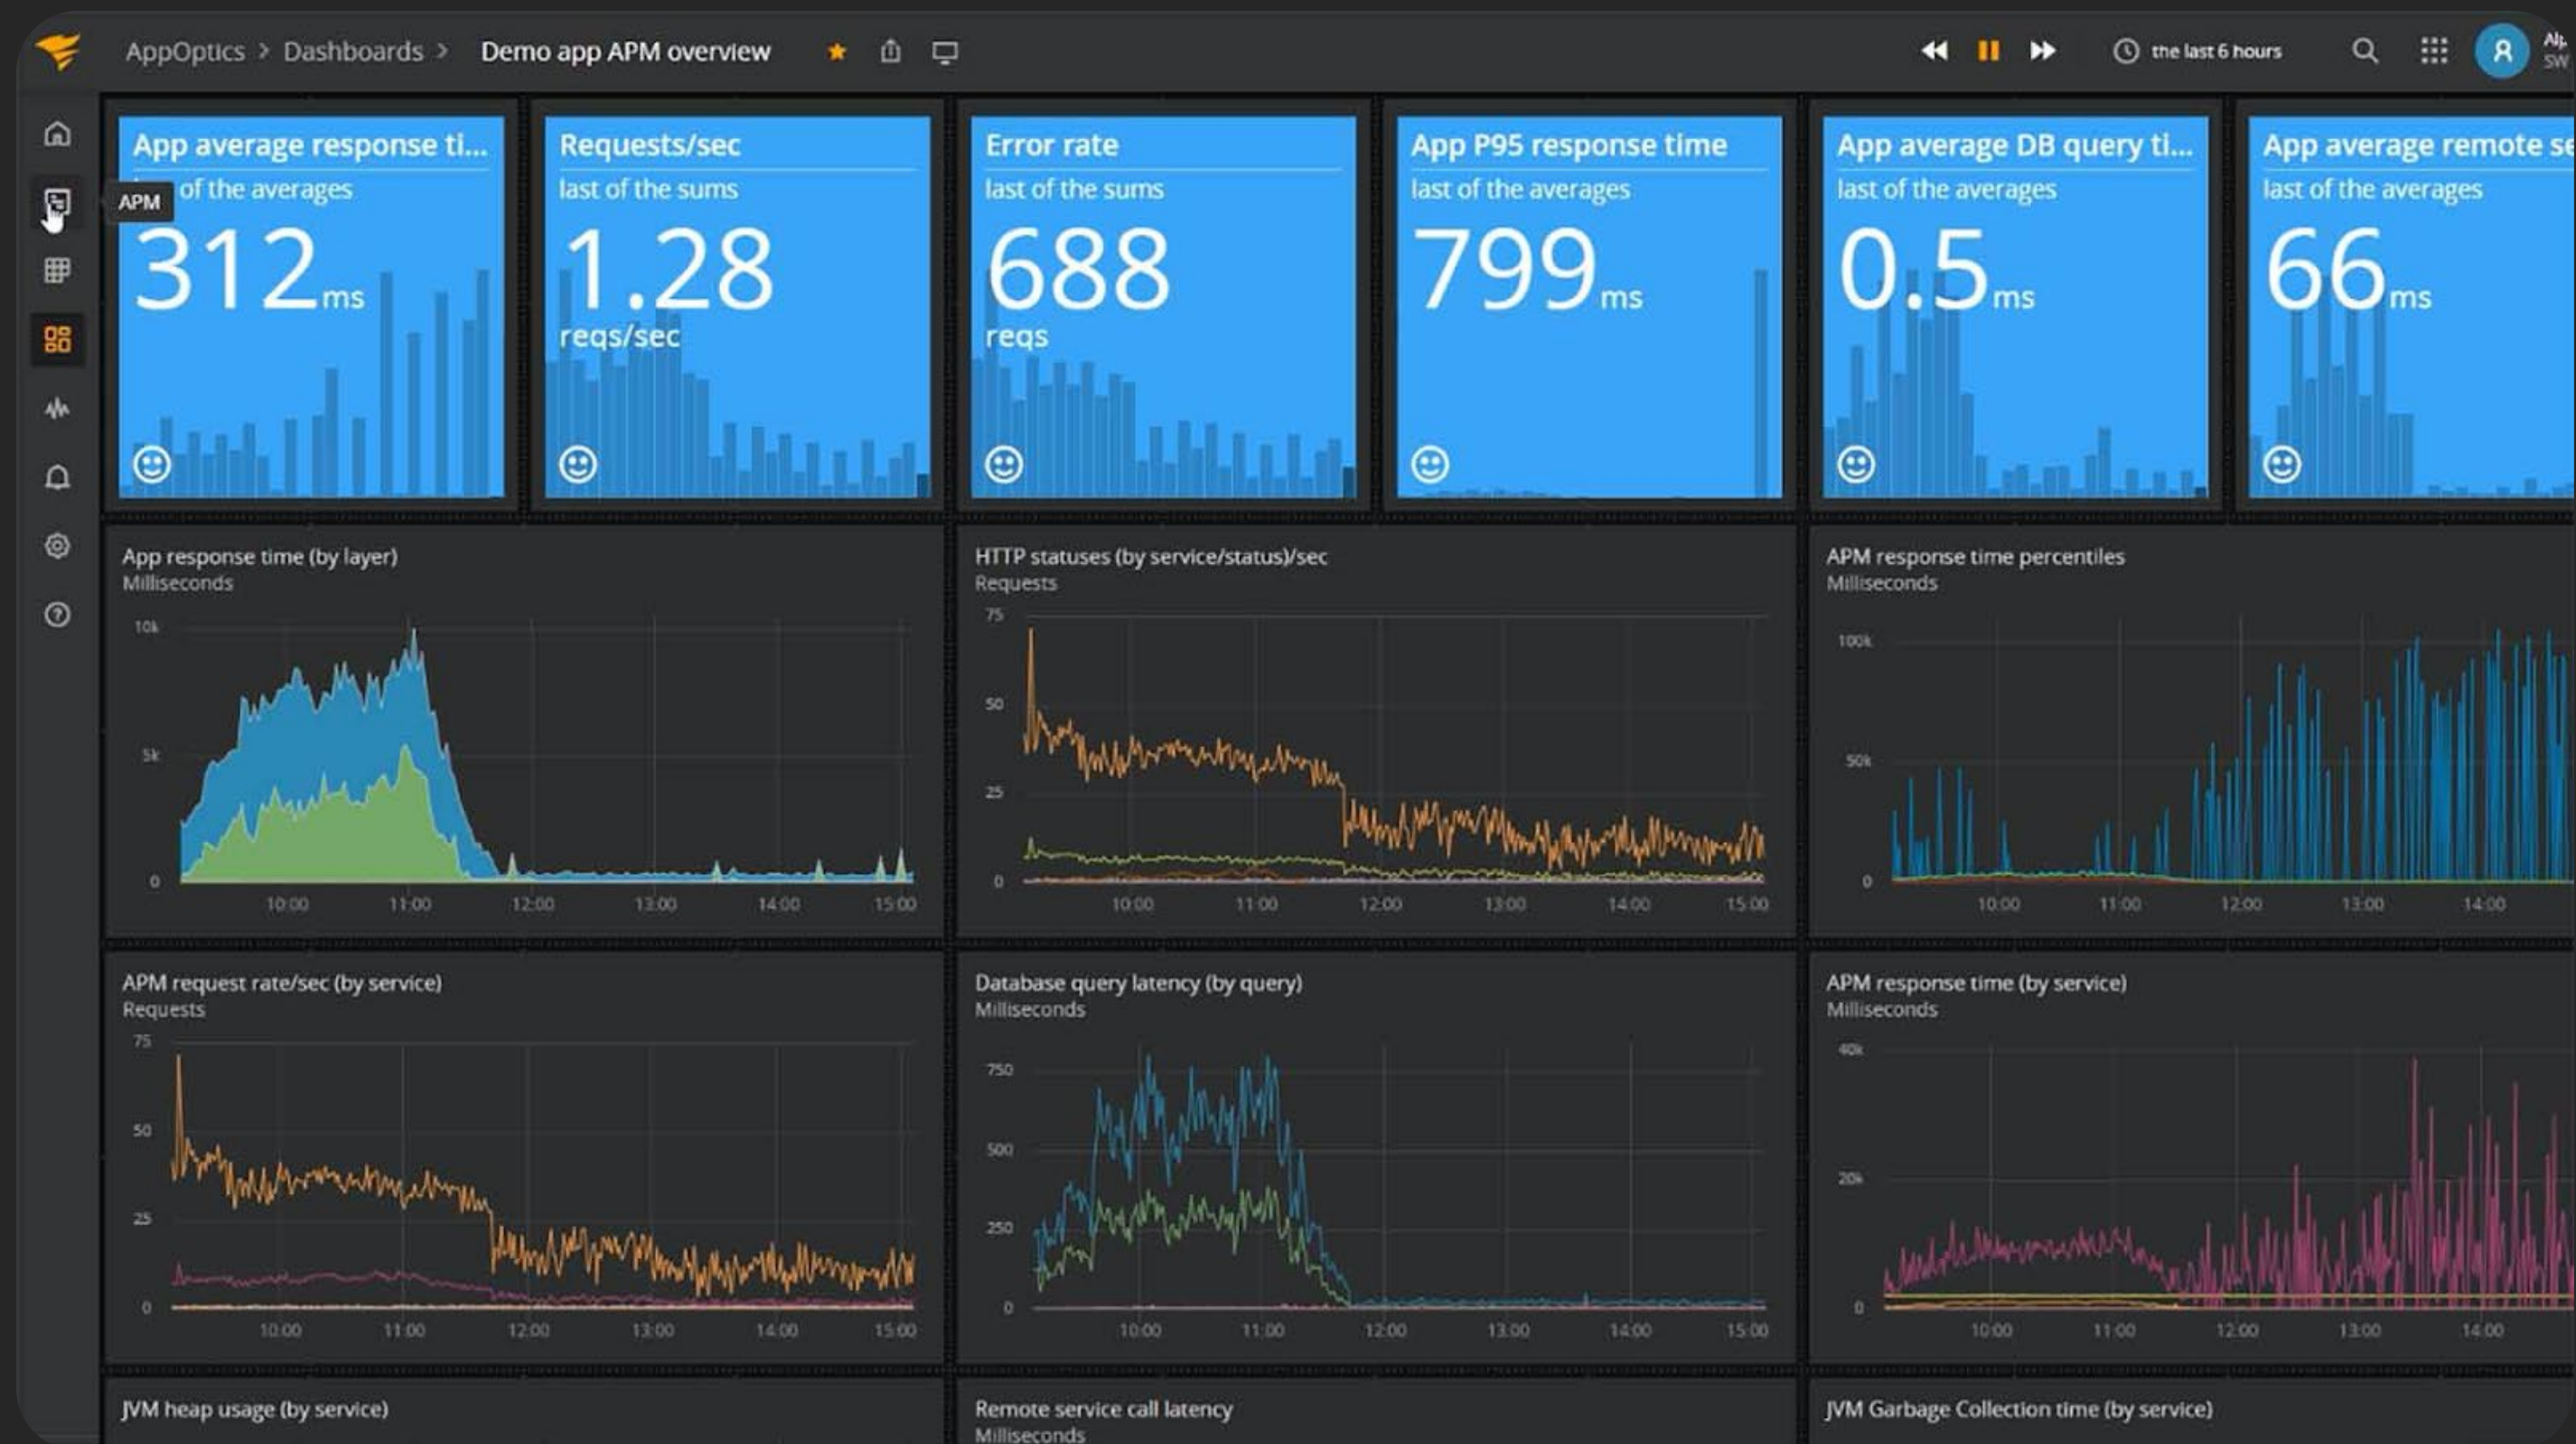 AppOptics > Dashboards > Demo app APM overview
the last 6 hours
SW
APM
App average response ti...
of the averages
312 ms
Requests/sec
last of the sums
1.28
reqs/sec
Error rate
last of the sums
688
reqs
App P95 response time
last of the averages
799 ms
App average DB query ti...
last of the averages
0.5 ms
App average remote se
last of the averages
66 ms
App response time (by layer)
Milliseconds
10k
5k
0
10:00 11:00 12:00 13:00 14:00 15:00
HTTP statuses (by service/status)/sec
Requests
75
50
25
0
10:00 11:00 12:00 13:00 14:00 15:00
APM response time percentiles
Milliseconds
100k
50k
0
10:00 11:00 12:00 13:00 14:00
APM request rate/sec (by service)
Requests
75
50
25
0
10:00 11:00 12:00 13:00 14:00 15:00
Database query latency (by query)
Milliseconds
750
500
250
0
10:00 11:00 12:00 13:00 14:00 15:00
APM response time (by service)
Milliseconds
40k
20k
0
10:00 11:00 12:00 13:00 14:00
JVM heap usage (by service)
Remote service call latency
Milliseconds
JVM Garbage Collection time (by service)